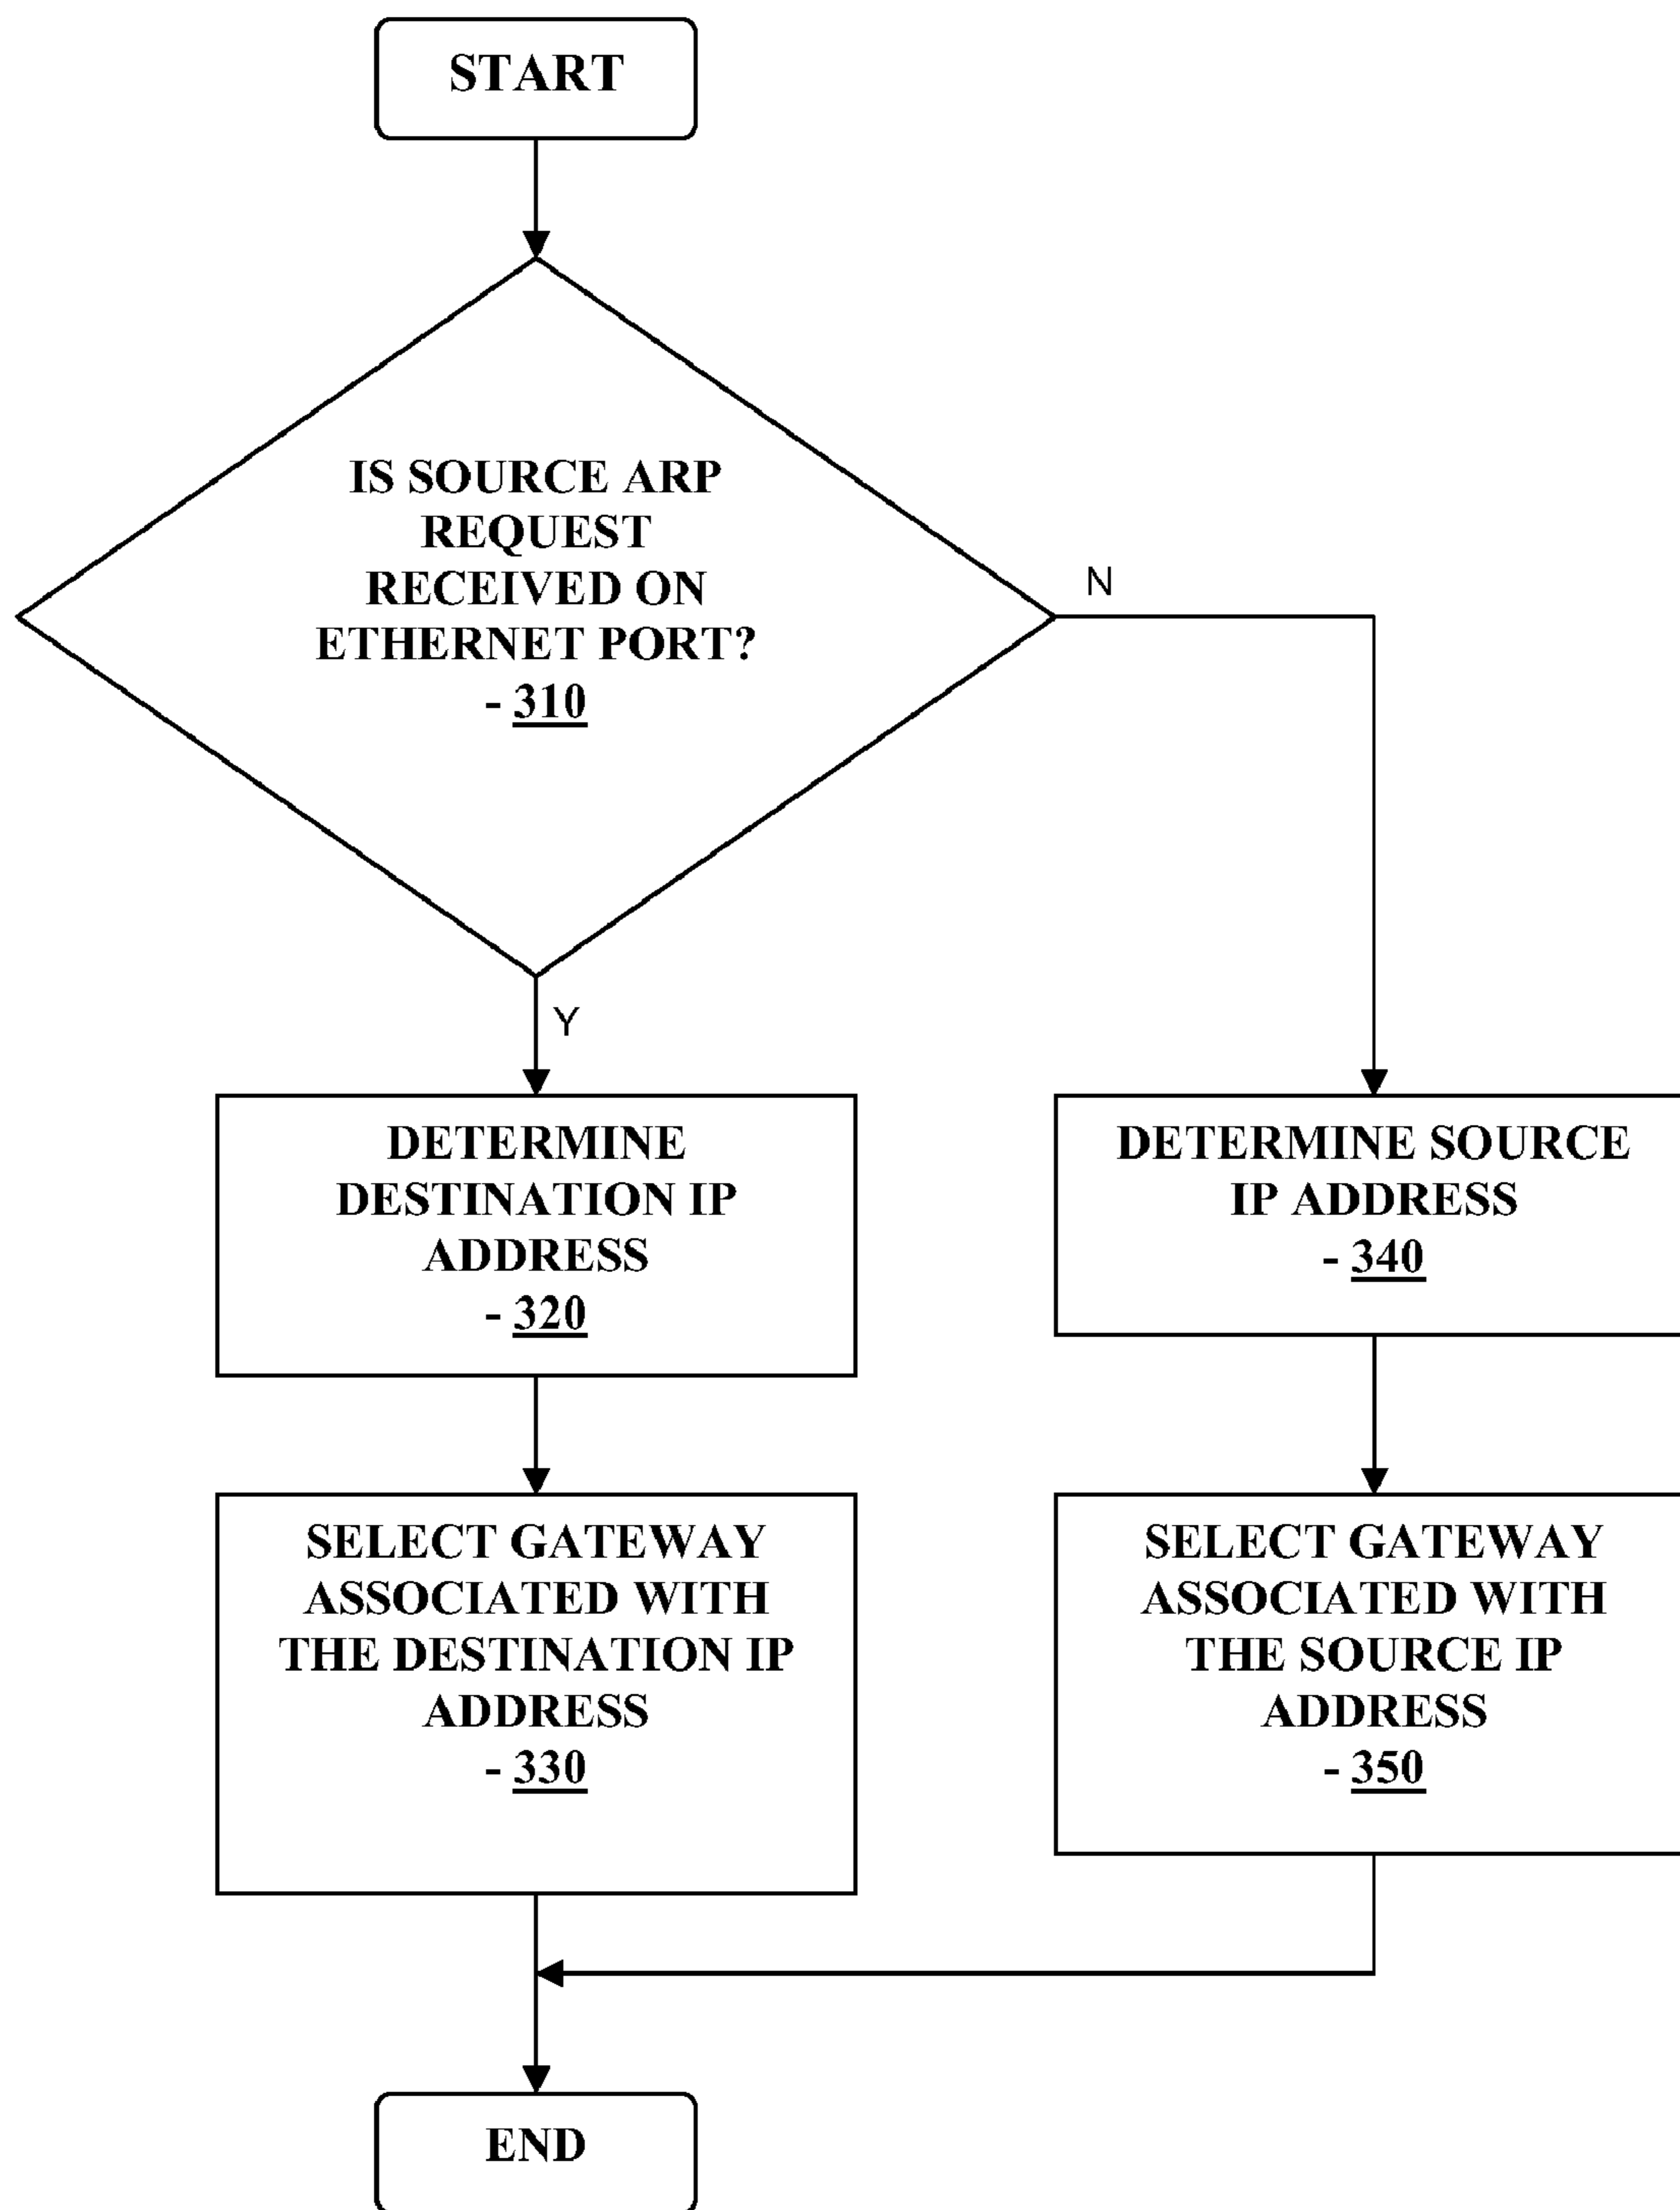 START
IS SOURCE ARP
REQUEST
RECEIVED ON
ETHERNET PORT?
- 310
N
Y
DETERMINE
DESTINATION IP
ADDRESS
- 320
DETERMINE SOURCE
IP ADDRESS
- 340
SELECT GATEWAY
ASSOCIATED WITH
THE DESTINATION IP
ADDRESS
- 330
SELECT GATEWAY
ASSOCIATED WITH
THE SOURCE IP
ADDRESS
- 350
END